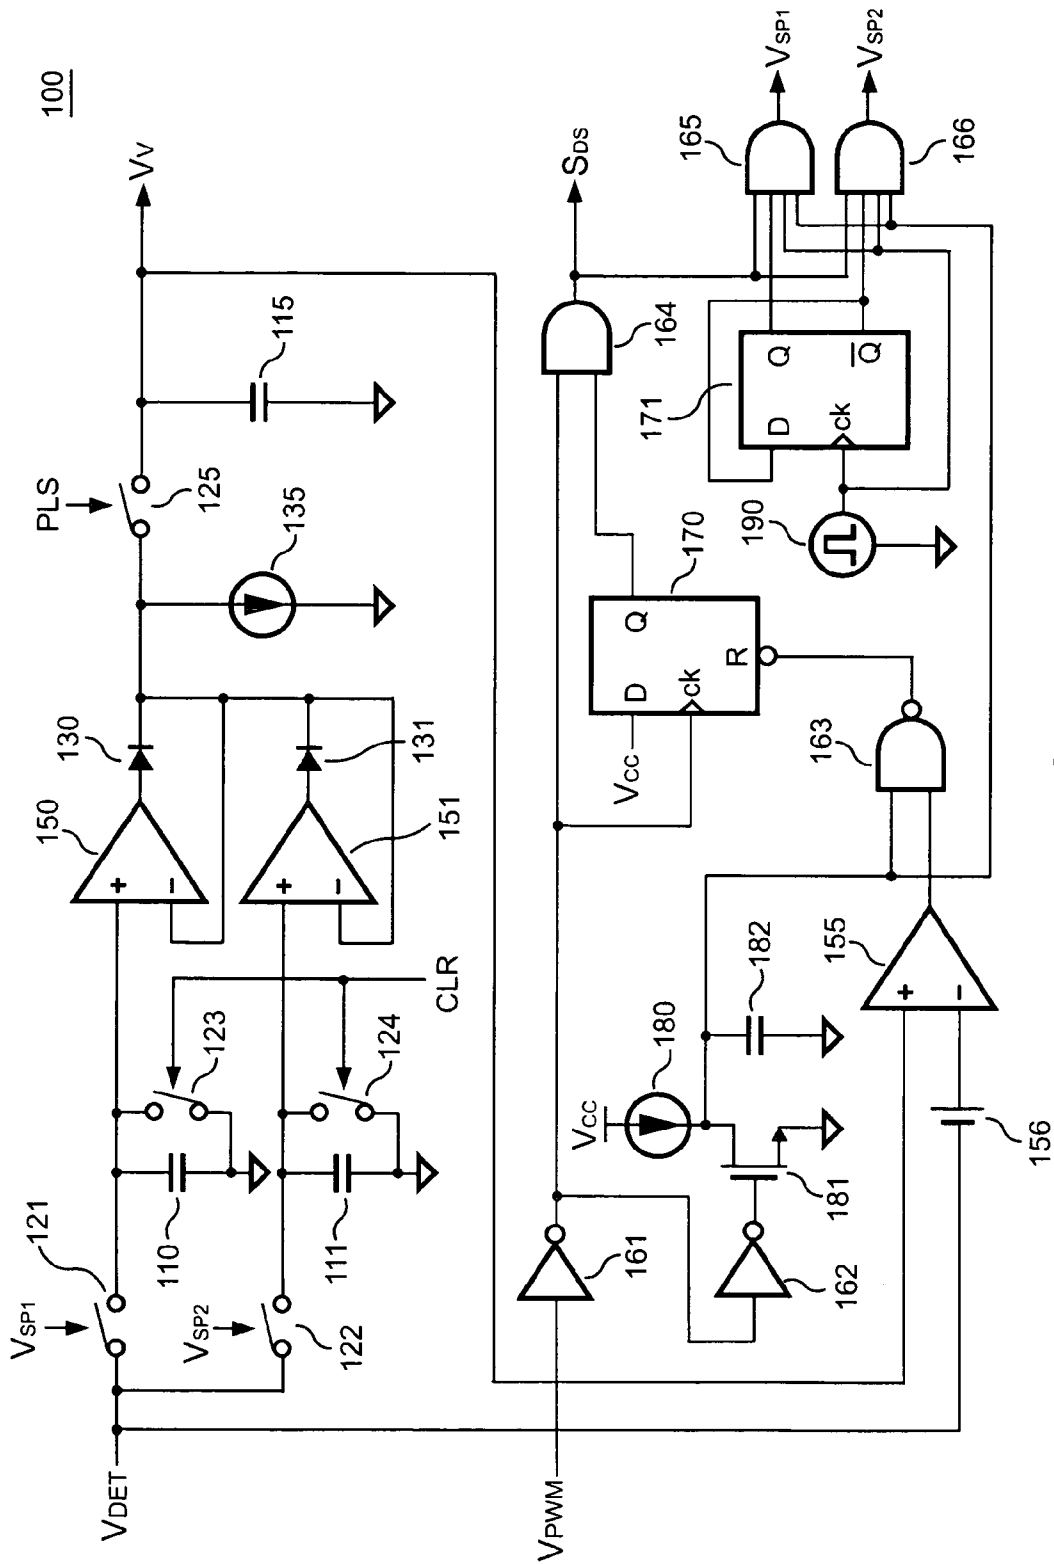 100
VDET
VSP1
121
VSP2
122
110
111
123
124
CLR
+
−
150
+
−
151
130
131
135
PLS
125
115
VV
VPWM
161
162
181
VCC
180
182
156
155
+
−
163
VCC
D
ck
Q
R
170
164
SDS
190
171
D
ck
Q
Q̅
165
166
VSP1
VSP2